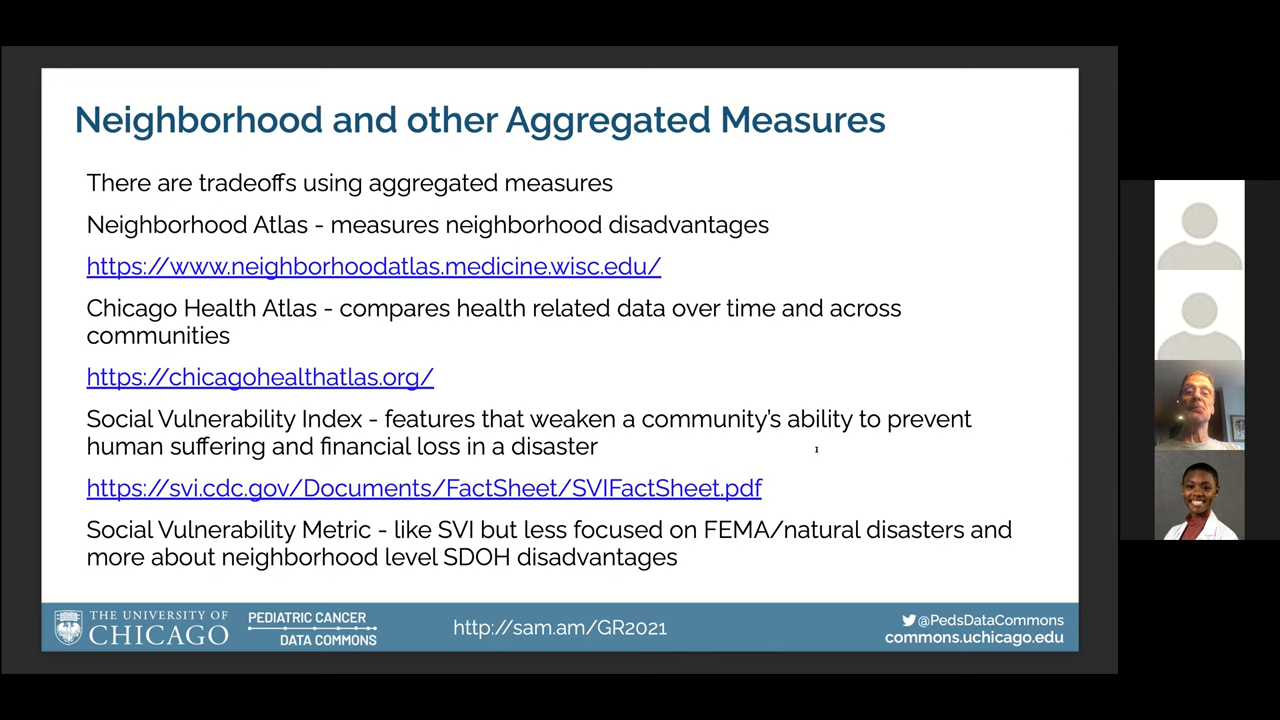 Neighborhood and other Aggregated Measures
There are tradeoffs using aggregated measures
Neighborhood Atlas - measures neighborhood disadvantages
https://www.neighborhoodatlas.medicine.wisc.edu/
Chicago Health Atlas - compares health related data over time and across
communities
https://chicagohealthatlas.org/
Social Vulnerability Index - features that weaken a community's ability to prevent
human suffering and financial loss in a disaster
https://svi.cdc.gov/Documents/FactSheet/SVIFactSheet.pdf
Social Vulnerability Metric - like SVI but less focused on FEMA/natural disasters and
more about neighborhood level SDOH disadvantages
THE UNIVERSITY OF
CHICAGO
PEDIATRIC CANCER
DATA COMMONS
http://sam.am/GR2021
@PedsDataCommons
commons.uchicago.edu